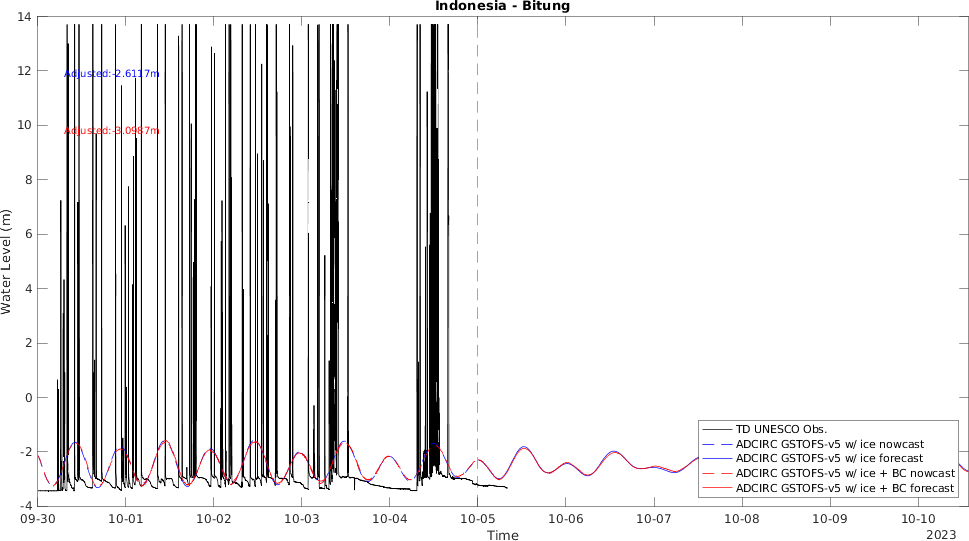 Indonesia - Bitung
14
12
10
8
6
4
2
0
-2
-4
Water Level (m)
Adjusted:-2.6117m
Adjusted:-3.0987m
TD UNESCO Obs.
ADCIRC GSTOFS-v5 w/ ice nowcast
ADCIRC GSTOFS-v5 w/ ice forecast
ADCIRC GSTOFS-v5 w/ ice + BC nowcast
ADCIRC GSTOFS-v5 w/ ice + BC forecast
09-30 10-01 10-02 10-03 10-04 10-05 10-06 10-07 10-08 10-09 10-10
Time
2023